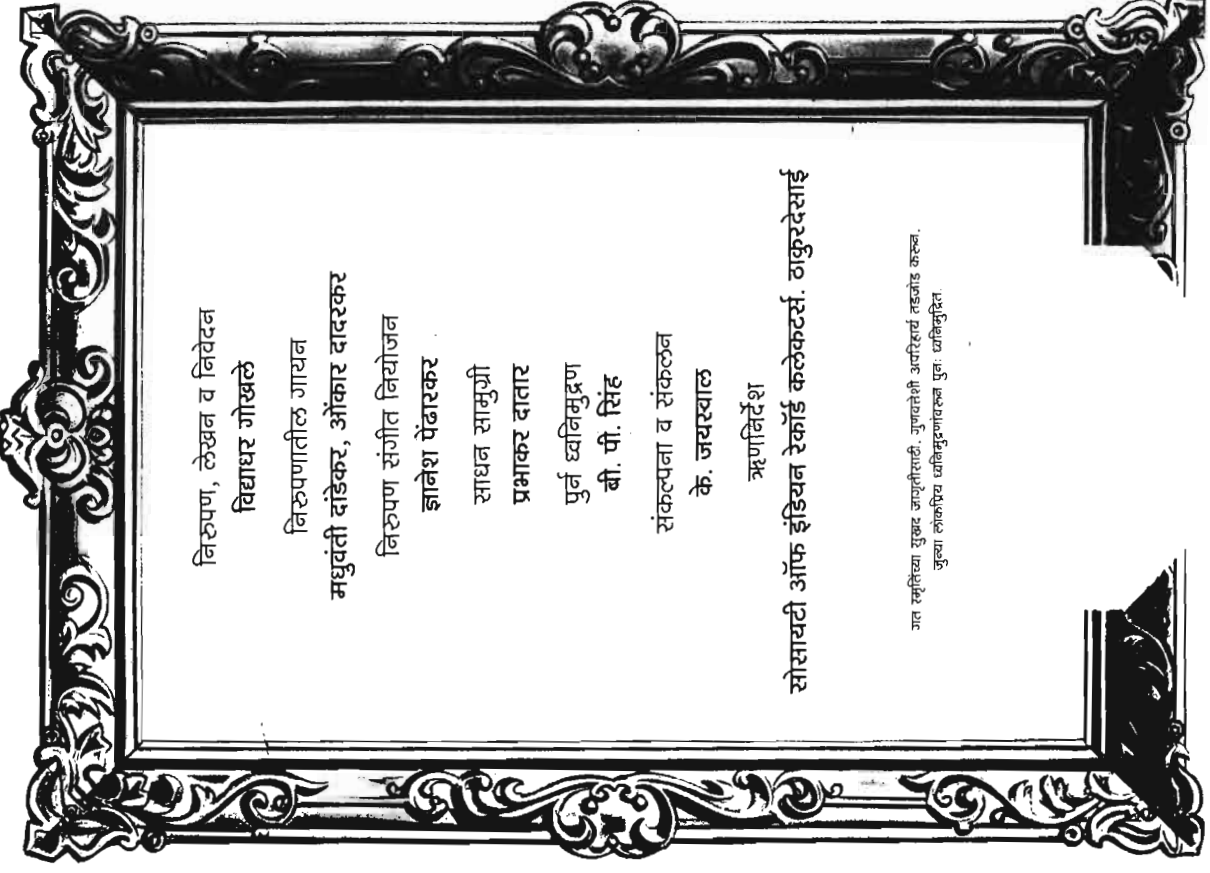 निरुपण, लेखन व निवेदन
विद्याधर गोखले
निरुपणातील गायन
मधुवंती दांडेकर, ओंकार दादरकर
निरुपण संगीत नियोजन
ज्ञानेश पेंढारकर
साधन सामुग्री
प्रभाकर दातार
पुर्न ध्वनिमुद्रण
बी. पी. सिंह
संकल्पना व संकलन
के. जयस्वाल
ऋणनिर्देश
सोसायटी ऑफ इंडियन रेकॉर्ड कलेक्टर्स. ठाकुरदेसाई
गत स्मृतिंच्या सुखद जागृतीसाठी. गुणवत्तेशी अपरिहार्य तडजोड करून.
जुन्या लोकप्रिय ध्वनिमुद्रणांवरून पुनः ध्वनिमुद्रित.